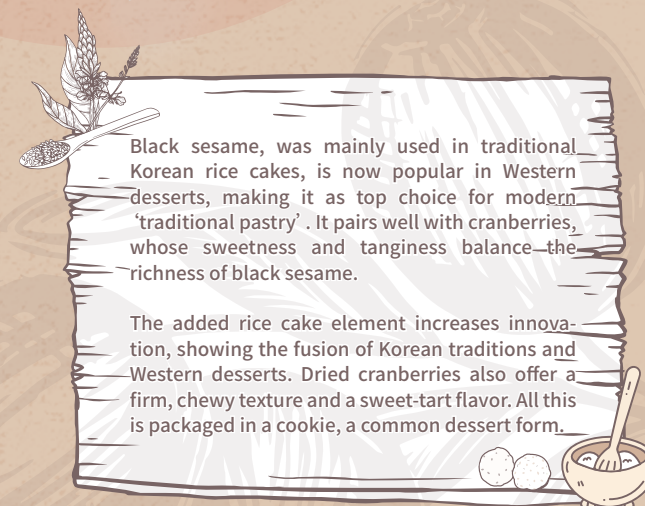 Black sesame, was mainly used in traditional
Korean rice cakes, is now popular in Western
desserts, making it as top choice for modern
‘traditional pastry’. It pairs well with cranberries,
whose sweetness and tanginess balance the
richness of black sesame.
The added rice cake element increases innova-
tion, showing the fusion of Korean traditions and
Western desserts. Dried cranberries also offer a
firm, chewy texture and a sweet-tart flavor. All this
is packaged in a cookie, a common dessert form.